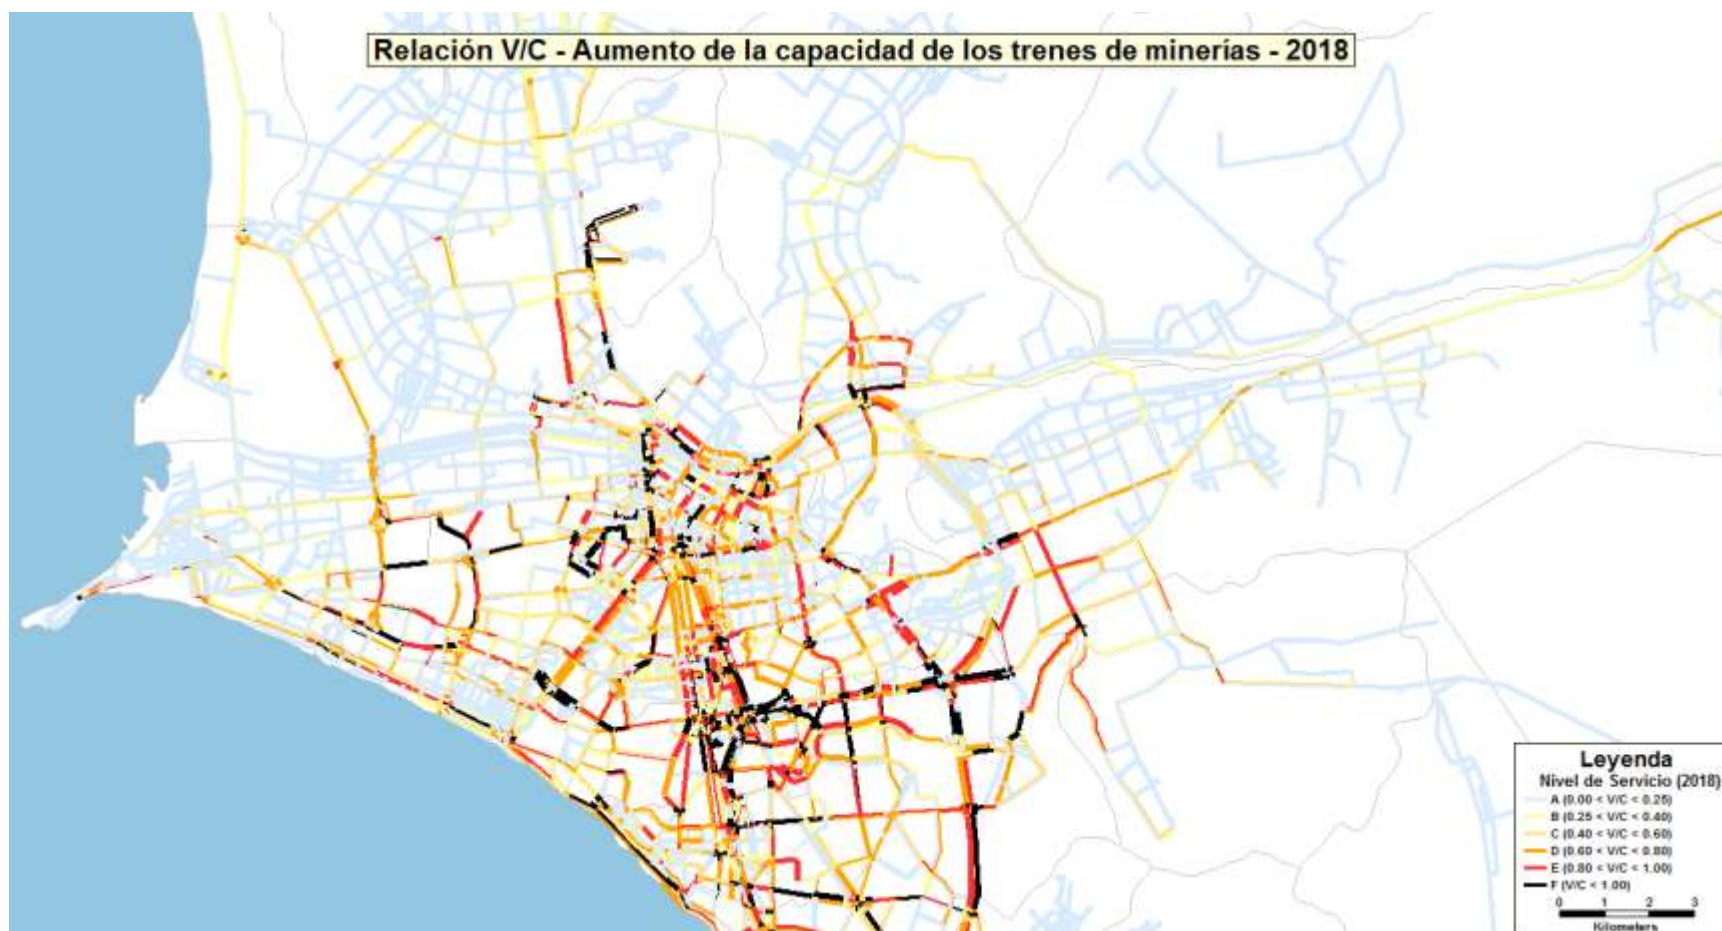 Relación V/C - Aumento de la capacidad de los trenes de minerías - 2018
Leyenda
Nivel de Servicio (2018)
A (0.00 < V/C < 0.25)
B (0.25 < V/C < 0.40)
C (0.40 < V/C < 0.60)
D (0.60 < V/C < 0.80)
E (0.80 < V/C < 1.00)
F (V/C < 1.00)
0 1 2 3
Kilometers